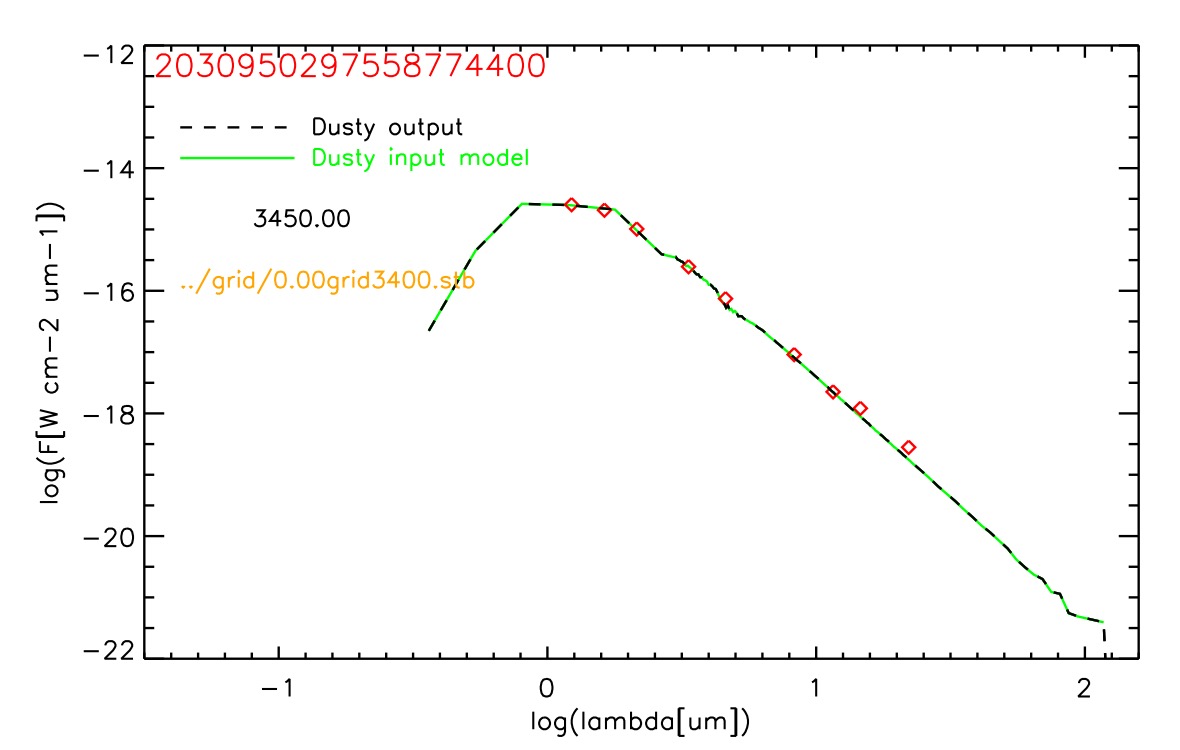 2030950297558774400
Dusty output
Dusty input model
3450.00
../grid/0.00grid3400.stb
log(F[W cm-2 um-1])
-12
-14
-16
-18
-20
-22
-1 0 1 2
log(lambda[um])